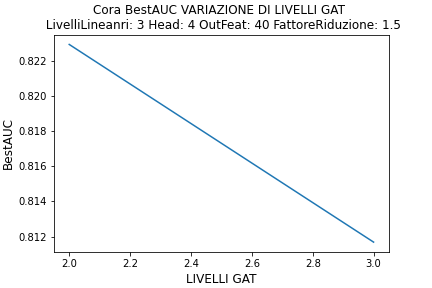 Cora BestAUC VARIAZIONE DI LIVELLI GAT
LivelliLineanri: 3 Head: 4 OutFeat: 40 FattoreRiduzione: 1.5
0.822
0.820
0.818
0.816
0.814
0.812
BestAUC
2.0 2.2 2.4 2.6 2.8 3.0
LIVELLI GAT